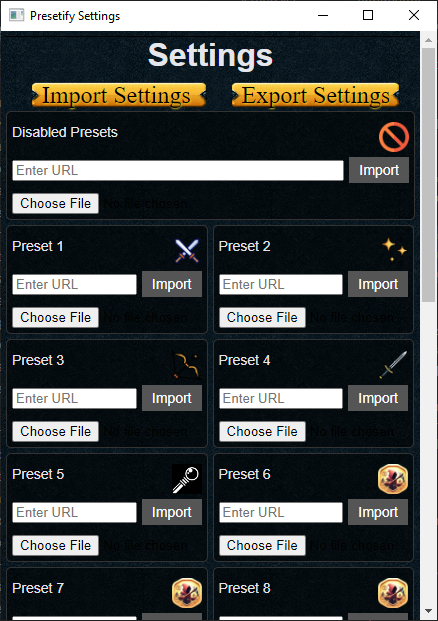 Presetify Settings
Settings
Import Settings Export Settings
Disabled Presets
Enter URL Import
Choose File No file chosen
Preset 1 Preset 2
Enter URL Import Enter URL Import
Choose File No file chosen Choose File No file chosen
Preset 3 Preset 4
Enter URL Import Enter URL Import
Choose File No file chosen Choose File No file chosen
Preset 5 Preset 6
Enter URL Import Enter URL Import
Choose File No file chosen Choose File No file chosen
Preset 7 Preset 8